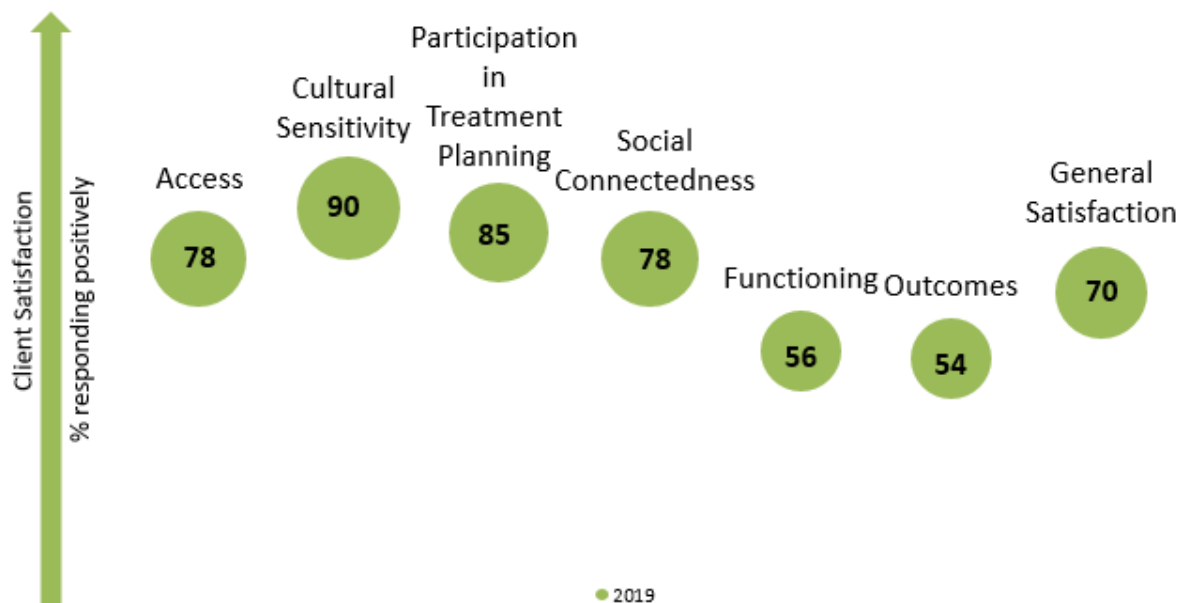 Client Satisfaction
% responding positively
Access
78
Cultural
Sensitivity
90
Participation
in
Treatment
Planning
85
Social
Connectedness
78
Functioning
56
Outcomes
54
General
Satisfaction
70
2019